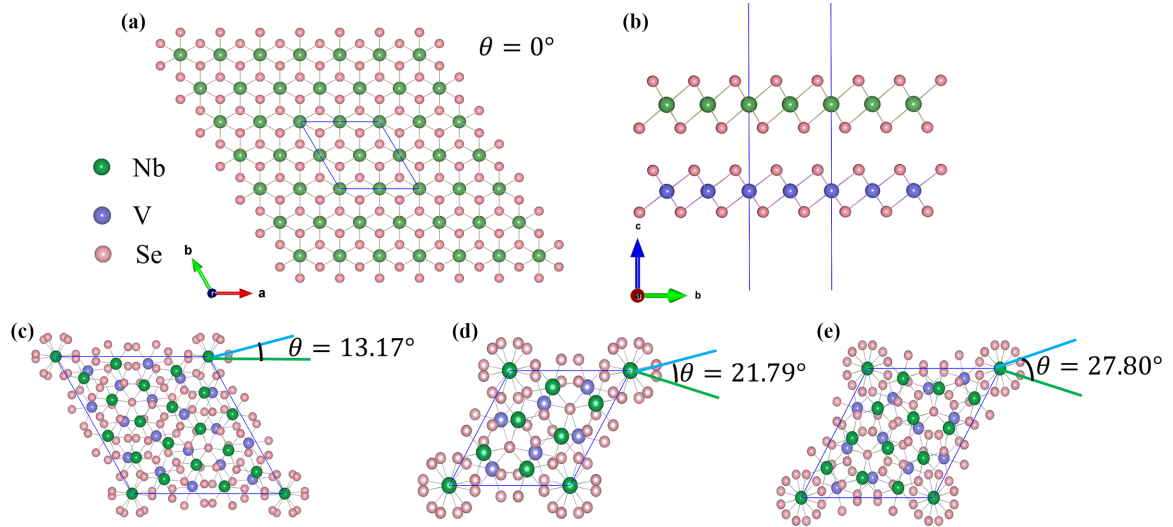 (a)
θ = 0°
Nb
V
Se
b
a
c
(b)
c
a
b
(c)
θ = 13.17°
(d)
θ = 21.79°
(e)
θ = 27.80°